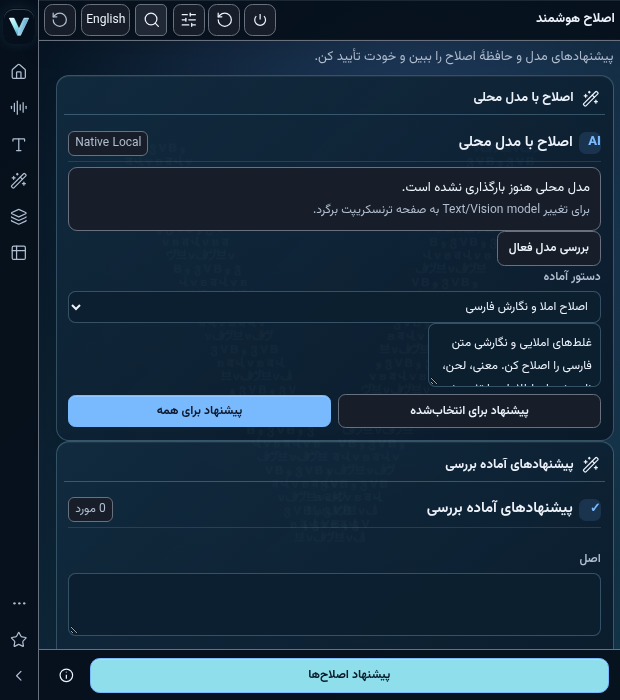 اصلاح هوشمند
English
پیشنهادهای مدل و حافظهٔ اصلاح را ببین و خودت تأیید کن.
اصلاح با مدل محلی
AI اصلاح با مدل محلی
Native Local
مدل محلی هنوز بارگذاری نشده است.
برای تغییر Text/Vision model به صفحه ترنسکریپت برگرد.
بررسی مدل فعال
دستور آماده
اصلاح املا و نگارش فارسی
غلط‌های املایی و نگارشی متن
فارسی را اصلاح کن. معنی، لحن،
پیشنهاد برای انتخاب‌شده
پیشنهاد برای همه
پیشنهادهای آماده بررسی
پیشنهادهای آماده بررسی
0 مورد
اصل
پیشنهاد اصلاح‌ها